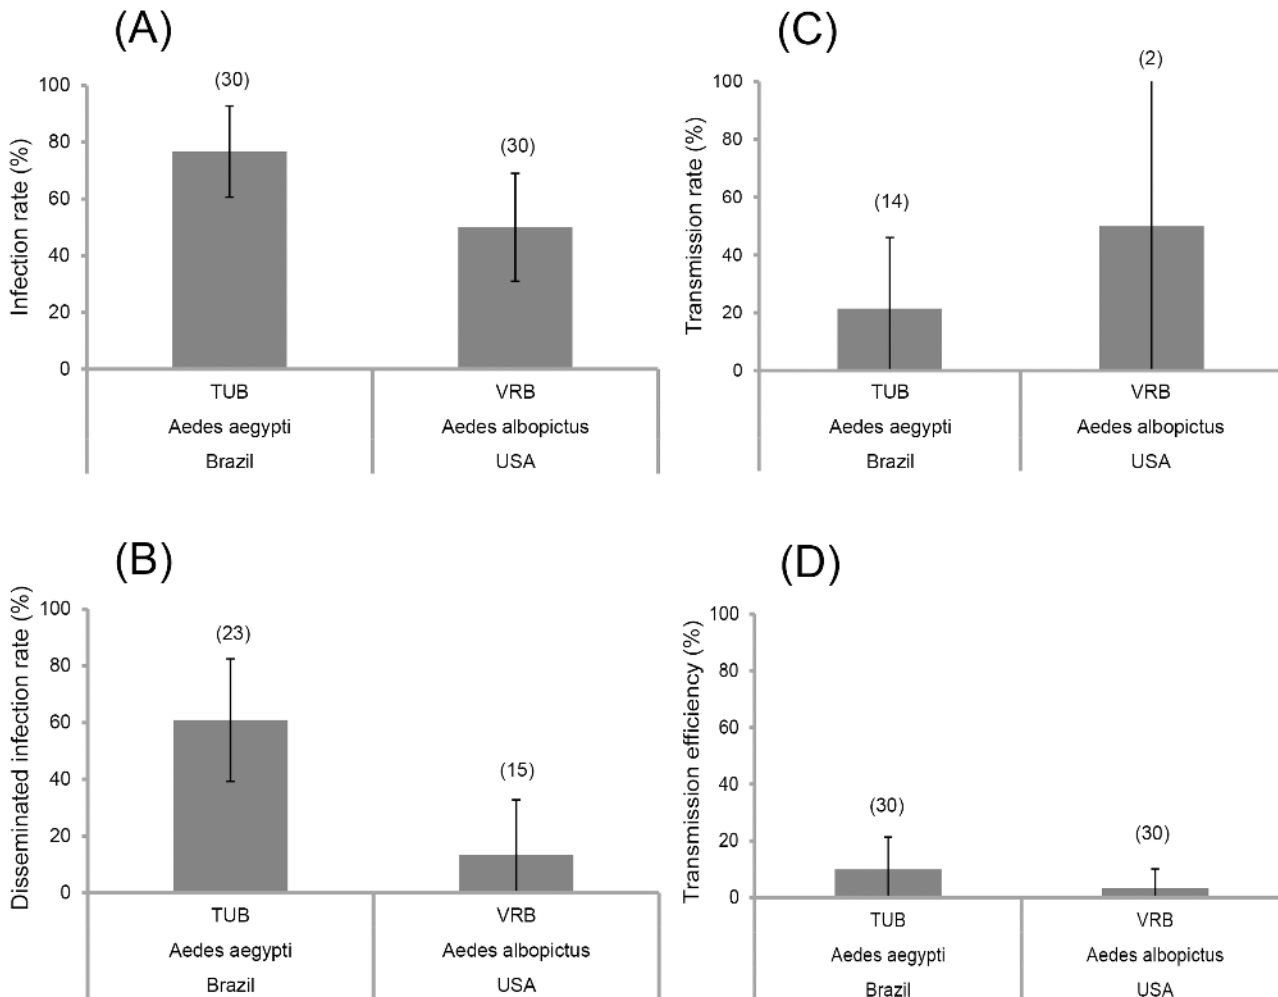 (A)
Infection rate (%)
100
80
60
40
20
0
(30)
(30)
TUB
VRB
Aedes aegypti
Aedes albopictus
Brazil
USA
(C)
Transmission rate (%)
100
80
60
40
20
0
(14)
(2)
TUB
VRB
Aedes aegypti
Aedes albopictus
Brazil
USA
(B)
Disseminated infection rate (%)
100
80
60
40
20
0
(23)
(15)
TUB
VRB
Aedes aegypti
Aedes albopictus
Brazil
USA
(D)
Transmission efficiency (%)
100
80
60
40
20
0
(30)
(30)
TUB
VRB
Aedes aegypti
Aedes albopictus
Brazil
USA